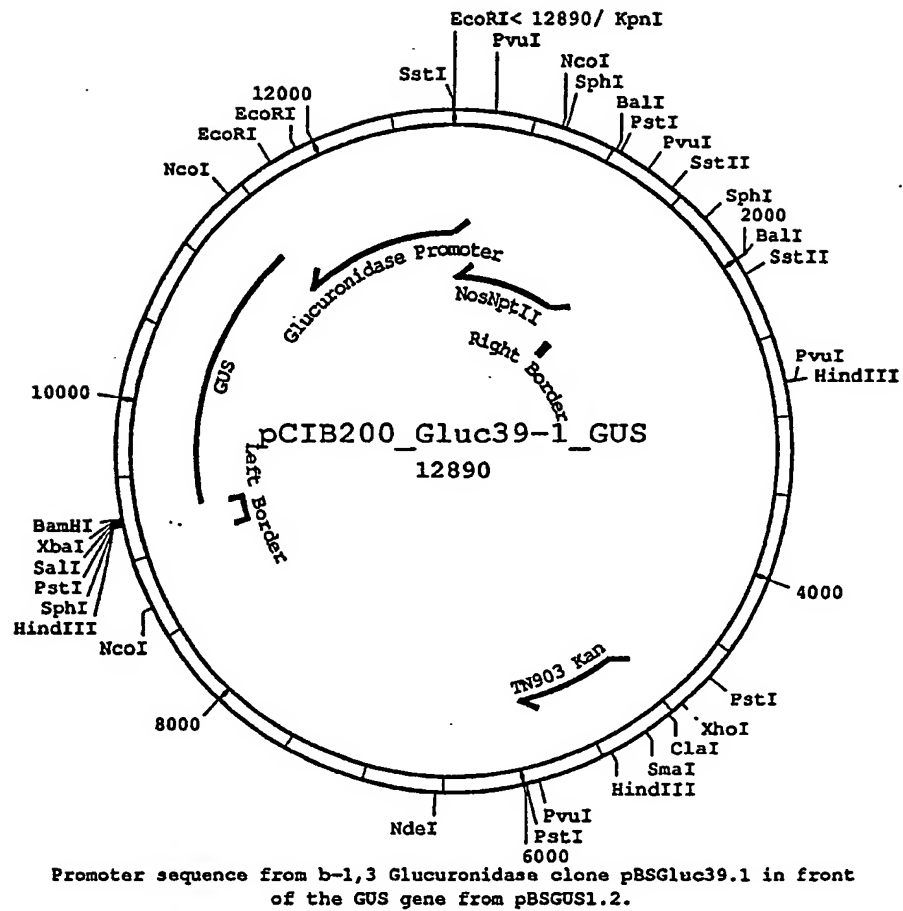 EcoRI< 12890/ KpnI
PvuI
SstI
NcoI
SphI
12000
EcoRI
EcoRI
BalI
PstI
PvuI
SstII
NcoI
SphI
2000
BalI
SstII
Glucuronidase Promoter
NosNptII
Right Border
GUS
PvuI
HindIII
10000
pCIB200_Gluc39-1_GUS
12890
Left Border
BamHI
XbaI
SalI
PstI
SphI
HindIII
NcoI
4000
TN903 Kan
PstI
XhoI
ClaI
SmaI
HindIII
8000
NdeI
PvuI
PstI
6000
Promoter sequence from b-1,3 Glucuronidase clone pBSGluc39.1 in front
of the GUS gene from pBSGUS1.2.